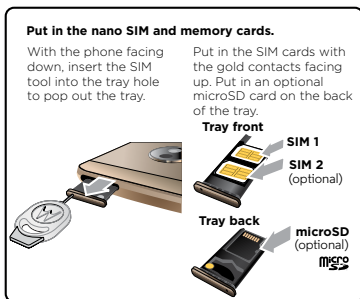 Put in the nano SIM and memory cards.
With the phone facing
down, insert the SIM
tool into the tray hole
to pop out the tray.
Put in the SIM cards with
the gold contacts facing
up. Put in an optional
microSD card on the back
of the tray.
Tray front
SIM 1
SIM 2
(optional)
Tray back
microSD
(optional)
micro
SD